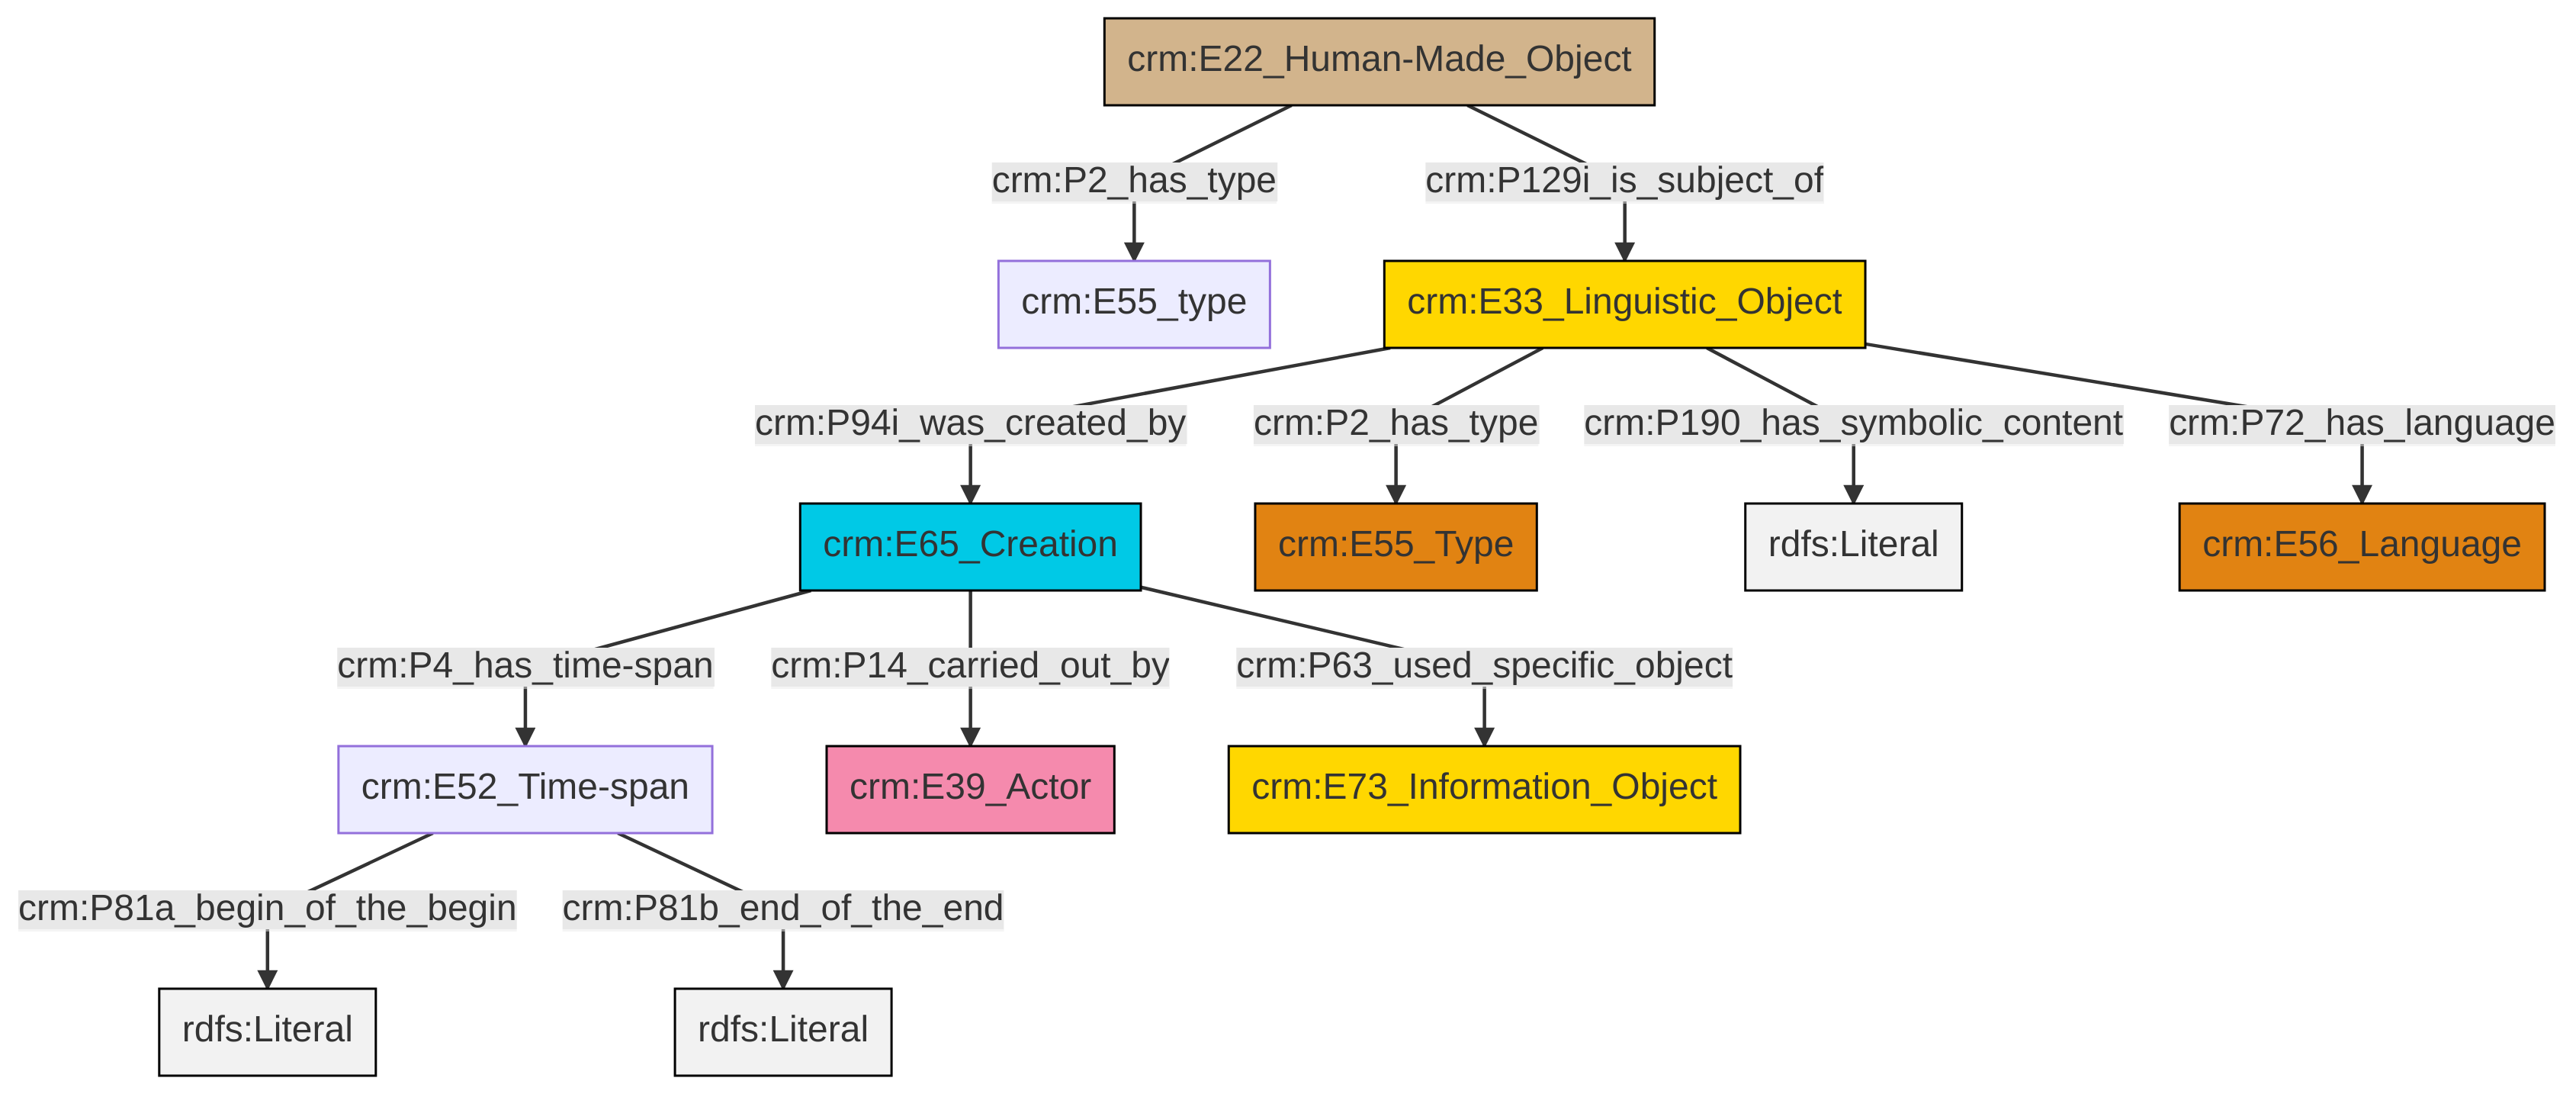 crm:E22_Human-Made_Object
crm:P2_has_type
crm:P129i_is_subject_of
crm:E55_type
crm:E33_Linguistic_Object
crm:P94i_was_created_by
crm:P2_has_type
crm:P190_has_symbolic_content
crm:P72_has_language
crm:E65_Creation
crm:E55_Type
rdfs:Literal
crm:E56_Language
crm:P4_has_time-span
crm:P14_carried_out_by
crm:P63_used_specific_object
crm:E52_Time-span
crm:E39_Actor
crm:E73_Information_Object
crm:P81a_begin_of_the_begin
crm:P81b_end_of_the_end
rdfs:Literal
rdfs:Literal